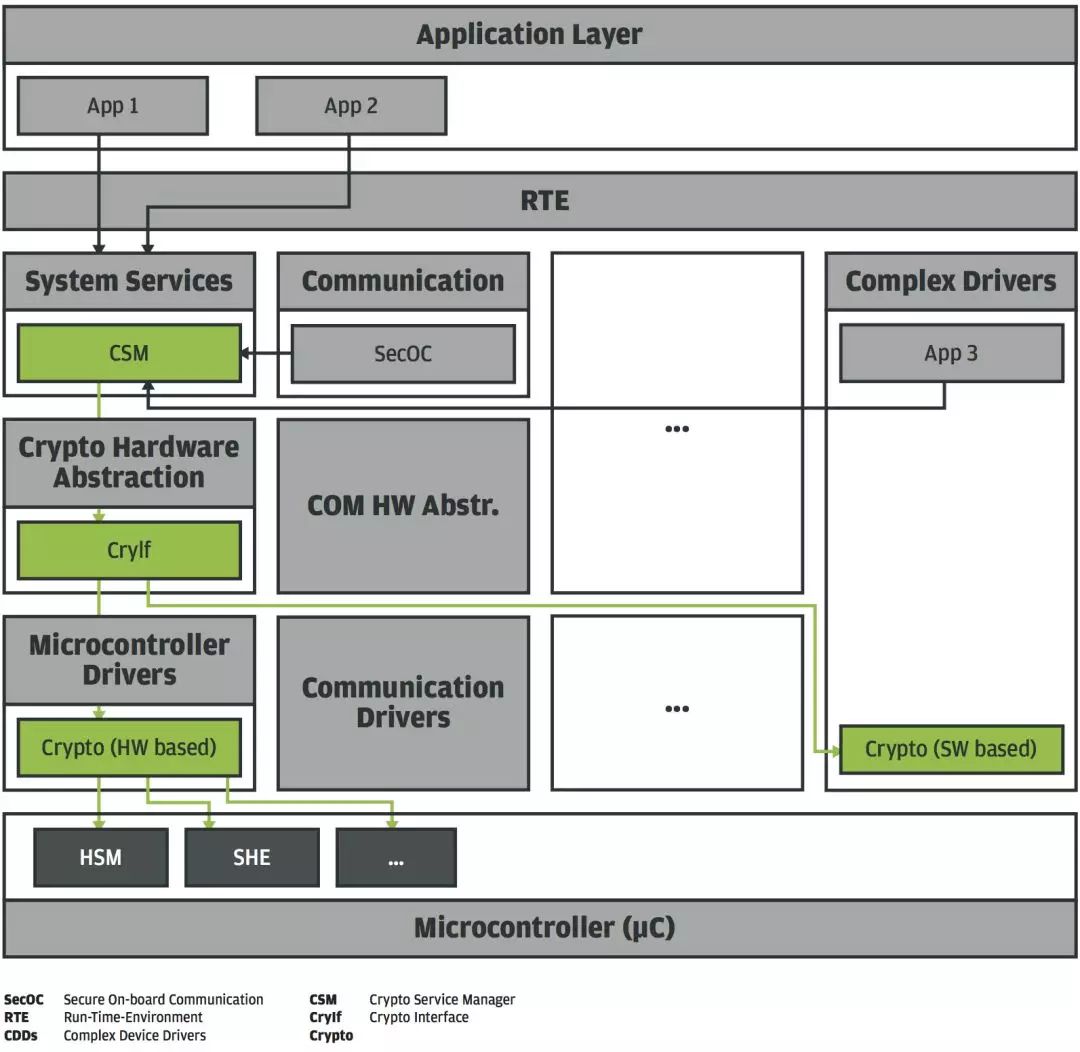 Application Layer
App 1
App 2
RTE
System Services
Communication
Complex Drivers
CSM
SecOC
App 3
...
Crypto Hardware
Abstraction
COM HW Abstr.
CryIf
Microcontroller
Drivers
Communication
Drivers
...
Crypto (HW based)
Crypto (SW based)
HSM
SHE
...
Microcontroller (µC)
SecOC Secure On-board Communication
RTE Run-Time-Environment
CDDs Complex Device Drivers
CSM Crypto Service Manager
CryIf Crypto Interface
Crypto